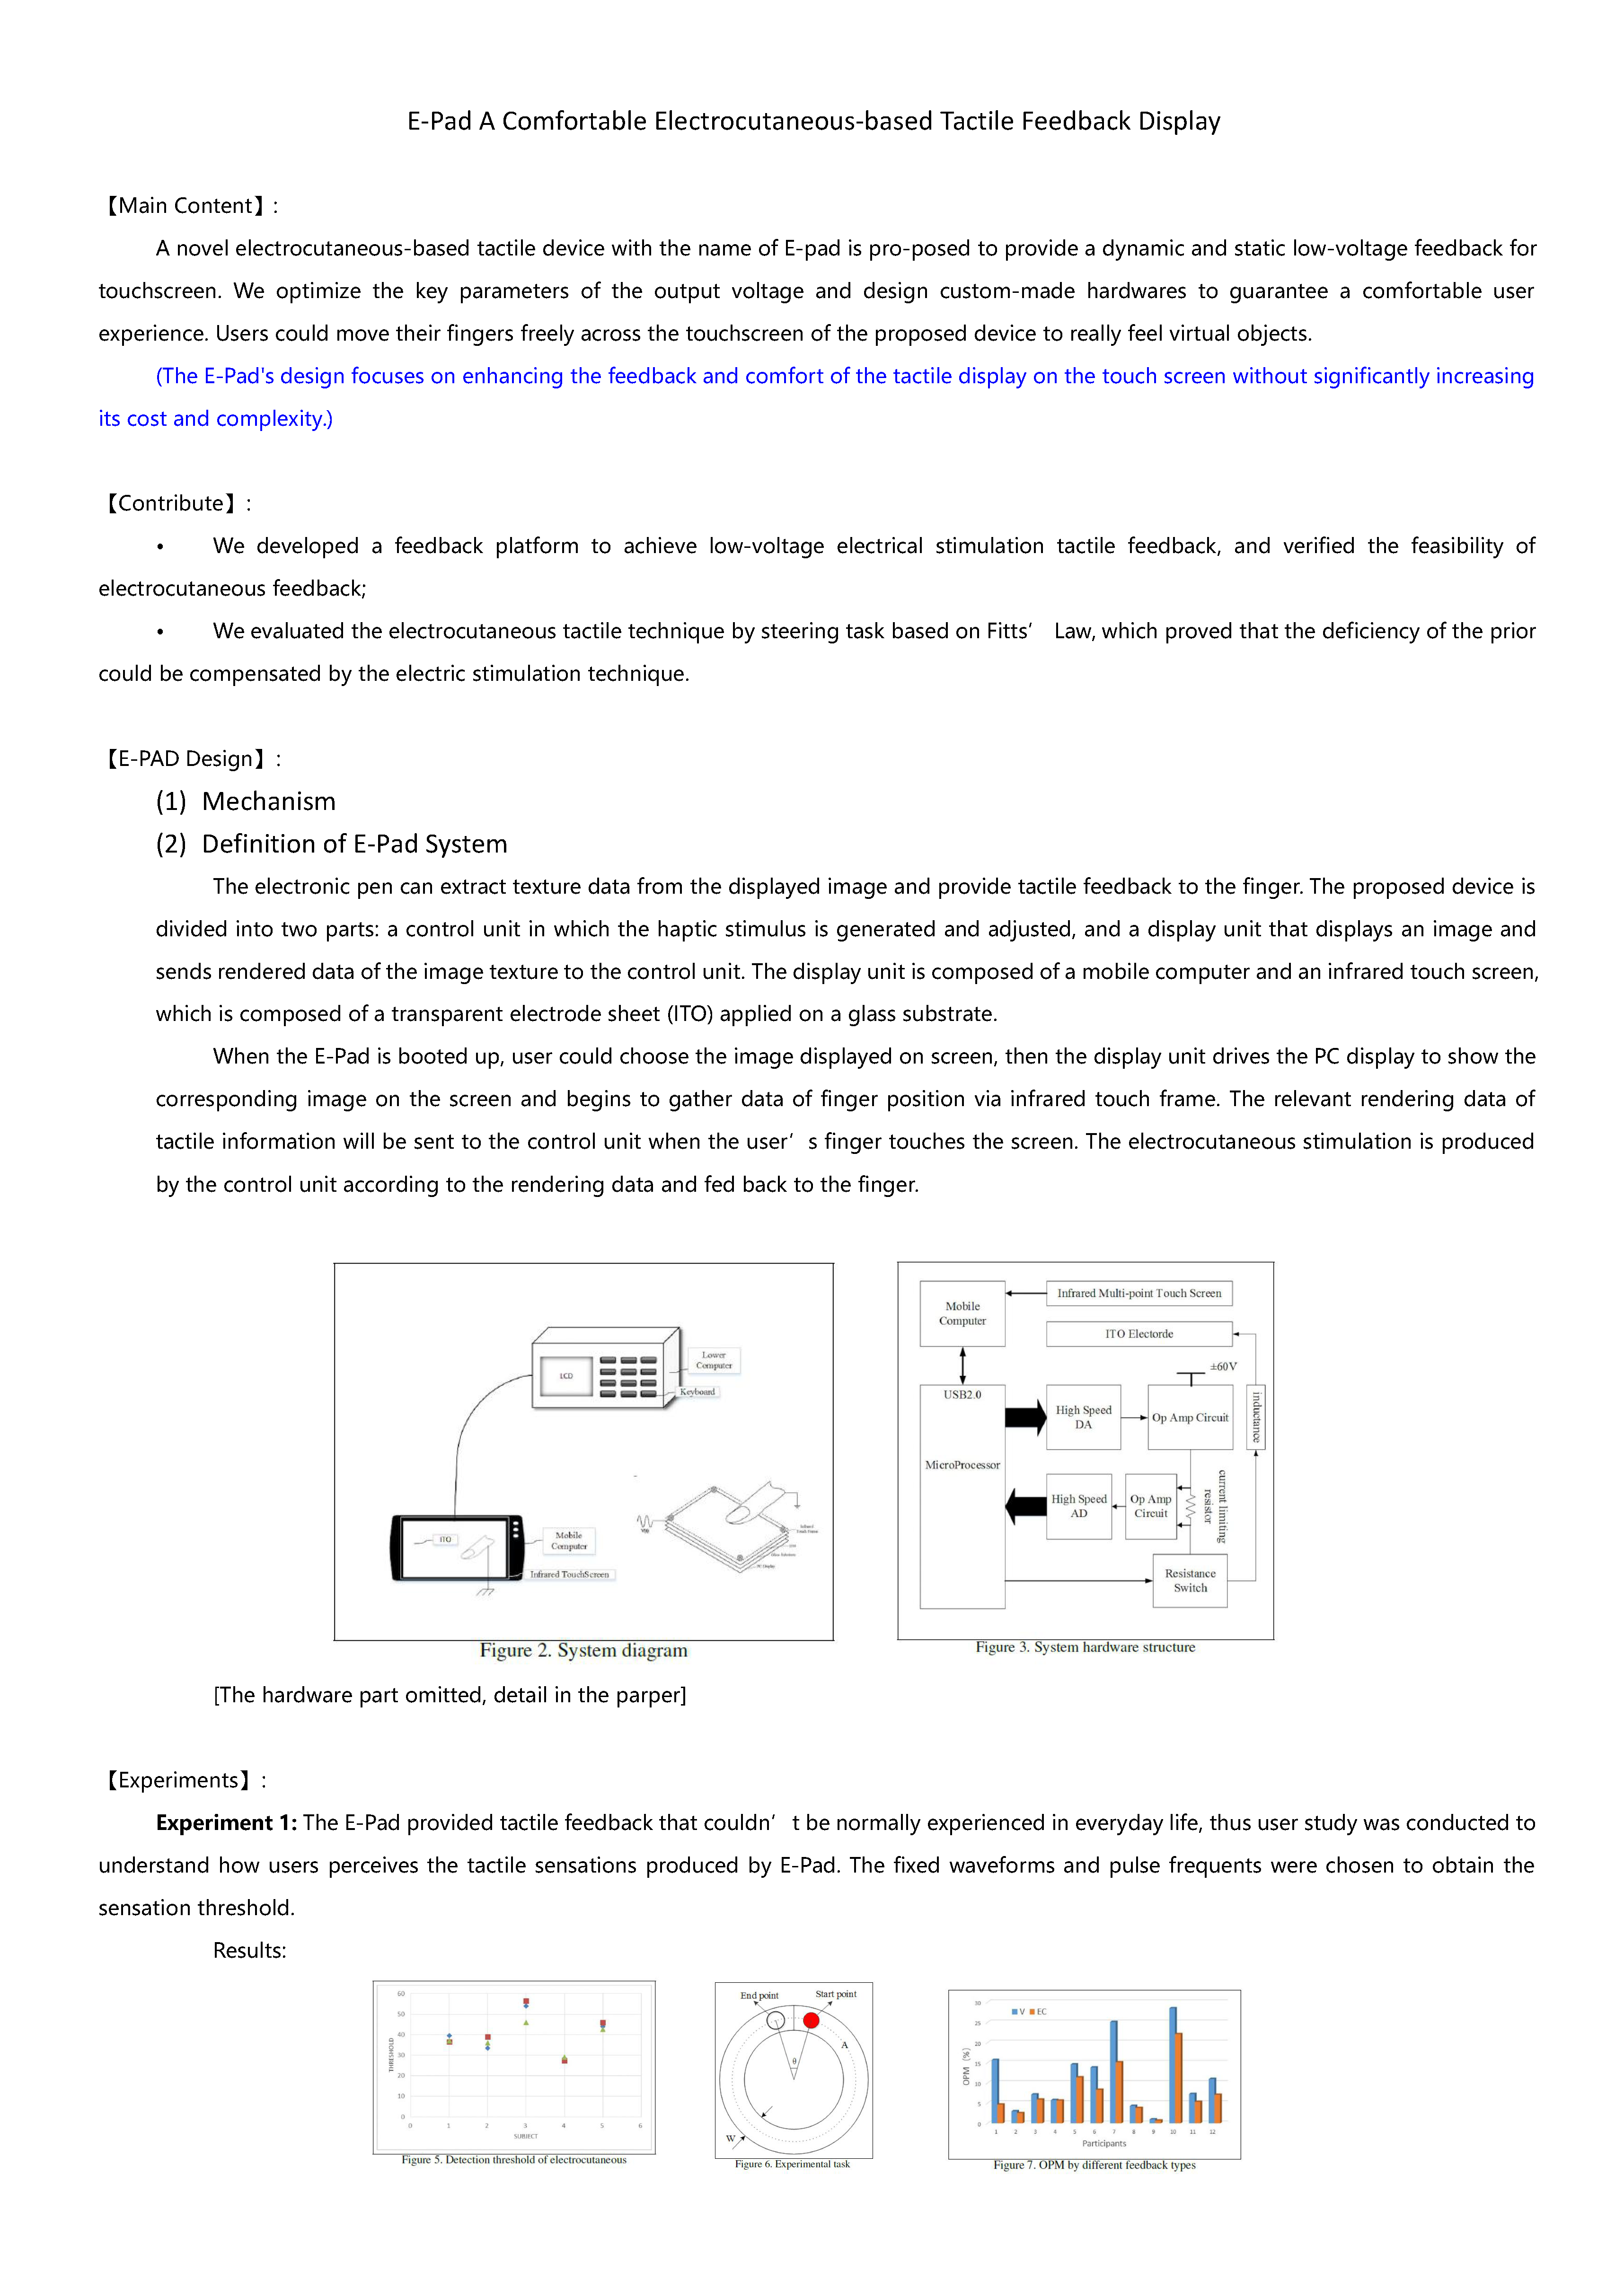 E-Pad A Comfortable Electrocutaneous-based Tactile Feedback Display
【Main Content】:
A novel electrocutaneous-based tactile device with the name of E-pad is pro-posed to provide a dynamic and static low-voltage feedback for
touchscreen. We optimize the key parameters of the output voltage and design custom-made hardwares to guarantee a comfortable user
experience. Users could move their fingers freely across the touchscreen of the proposed device to really feel virtual objects.
(The E-Pad's design focuses on enhancing the feedback and comfort of the tactile display on the touch screen without significantly increasing
its cost and complexity.)
【Contribute】:
• We developed a feedback platform to achieve low-voltage electrical stimulation tactile feedback, and verified the feasibility of
electrocutaneous feedback;
• We evaluated the electrocutaneous tactile technique by steering task based on Fitts’ Law, which proved that the deficiency of the prior
could be compensated by the electric stimulation technique.
【E-PAD Design】:
(1) Mechanism
(2) Definition of E-Pad System
The electronic pen can extract texture data from the displayed image and provide tactile feedback to the finger. The proposed device is
divided into two parts: a control unit in which the haptic stimulus is generated and adjusted, and a display unit that displays an image and
sends rendered data of the image texture to the control unit. The display unit is composed of a mobile computer and an infrared touch screen,
which is composed of a transparent electrode sheet (ITO) applied on a glass substrate.
When the E-Pad is booted up, user could choose the image displayed on screen, then the display unit drives the PC display to show the
corresponding image on the screen and begins to gather data of finger position via infrared touch frame. The relevant rendering data of
tactile information will be sent to the control unit when the user’s finger touches the screen. The electrocutaneous stimulation is produced
by the control unit according to the rendering data and fed back to the finger.
LCD
Lower
Computer
Keyboard
ITO
Mobile
Computer
Infrared TouchScreen
PC Display
Figure 2. System diagram
Mobile
Computer
Infrared Multi-point Touch Screen
ITO Electorde
±60V
USB2.0
MicroProcessor
High Speed
DA
Op Amp Circuit
inductance
High Speed
AD
Op Amp
Circuit
current limiting
resistor
Resistance
Switch
Figure 3. System hardware structure
[The hardware part omitted, detail in the parper]
【Experiments】:
Experiment 1: The E-Pad provided tactile feedback that couldn’t be normally experienced in everyday life, thus user study was conducted to
understand how users perceives the tactile sensations produced by E-Pad. The fixed waveforms and pulse frequents were chosen to obtain the
sensation threshold.
Results:
60
50
40
30
20
10
0
THRESHOLD
0 1 2 3 4 5 6
SUBJECT
Figure 5. Detection threshold of electrocutaneous
End point
Start point
A
θ
W
Figure 6. Experimental task
V EC
30
25
20
15
10
5
0
OPM (%)
1 2 3 4 5 6 7 8 9 10 11 12
Participants
Figure 7. OPM by different feedback types